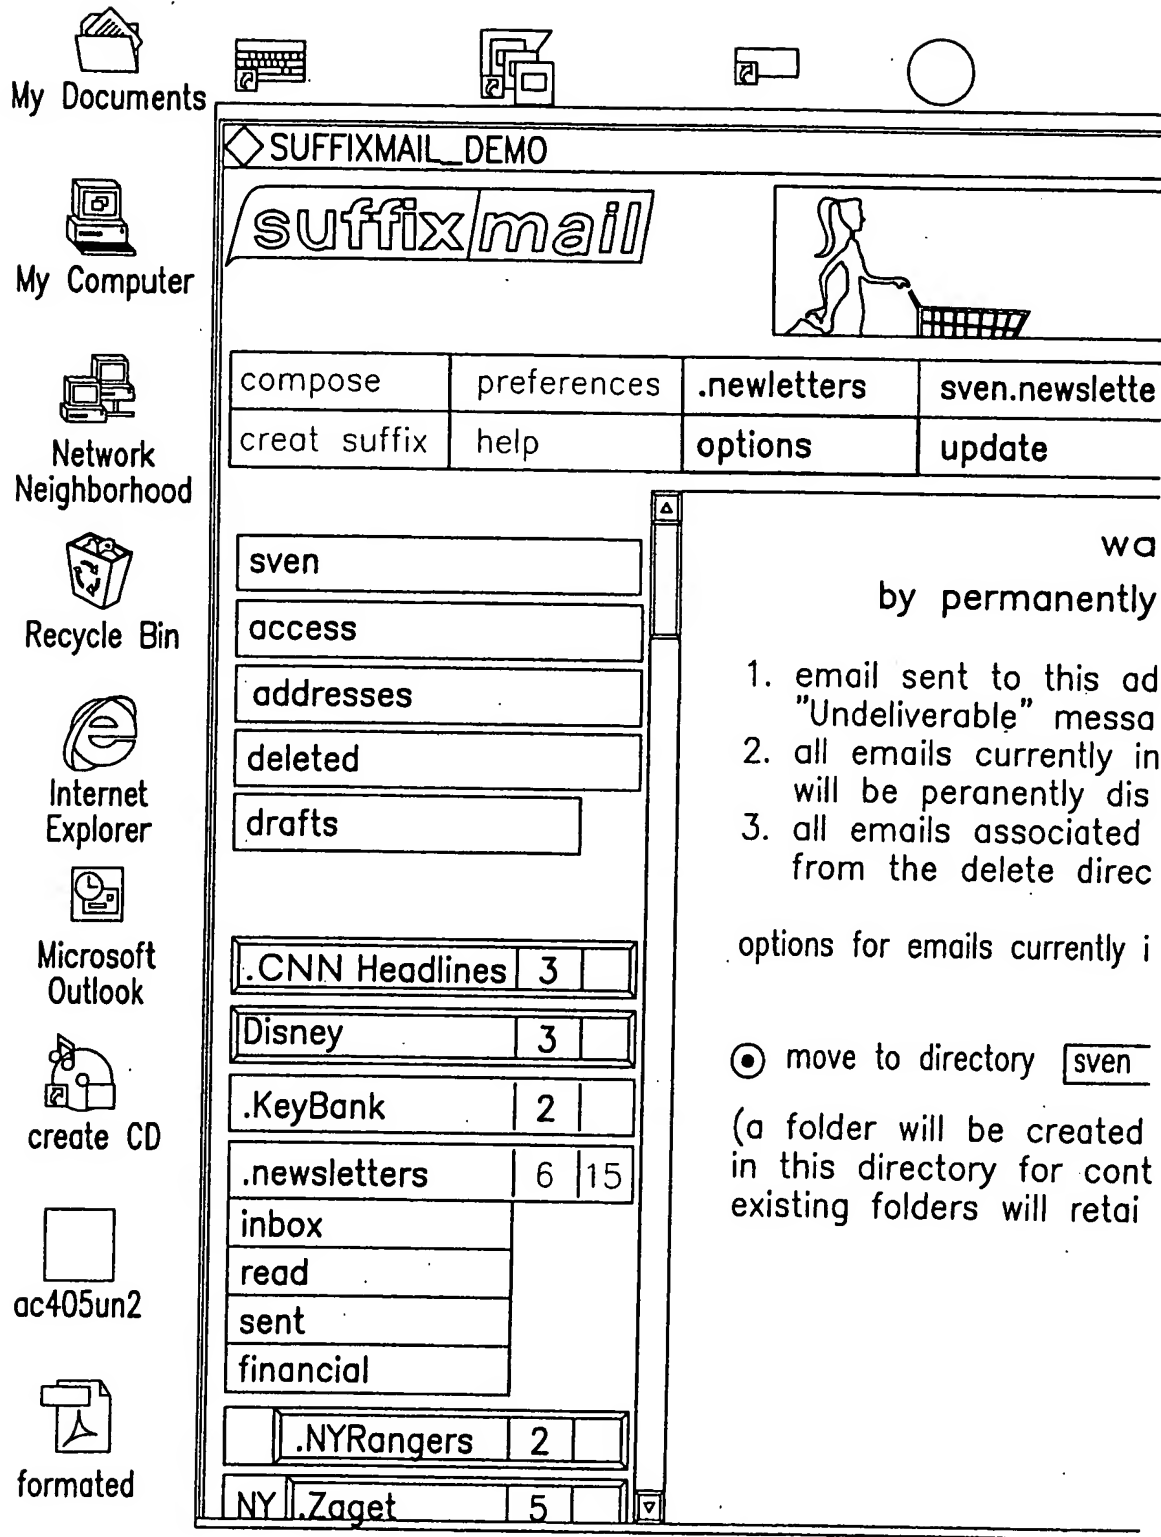 My Documents
SUFFIXMAIL_DEMO
suffix/mail
My Computer
compose preferences .newletters sven.newslette
creat suffix help options update
Network
Neighborhood
Recycle Bin
Internet
Explorer
Microsoft
Outlook
create CD
ac405un2
formated
sven
access
addresses
deleted
drafts
.CNN Headlines 3
Disney 3
.KeyBank 2
.newsletters 6 15
inbox
read
sent
financial
.NYRangers 2
NY .Zaget 5
wa
by permanently
1. email sent to this ad
"Undeliverable" messa
2. all emails currently in
will be peranently dis
3. all emails associated
from the delete direc
options for emails currently i
move to directory sven
(a folder will be created
in this directory for cont
existing folders will retai